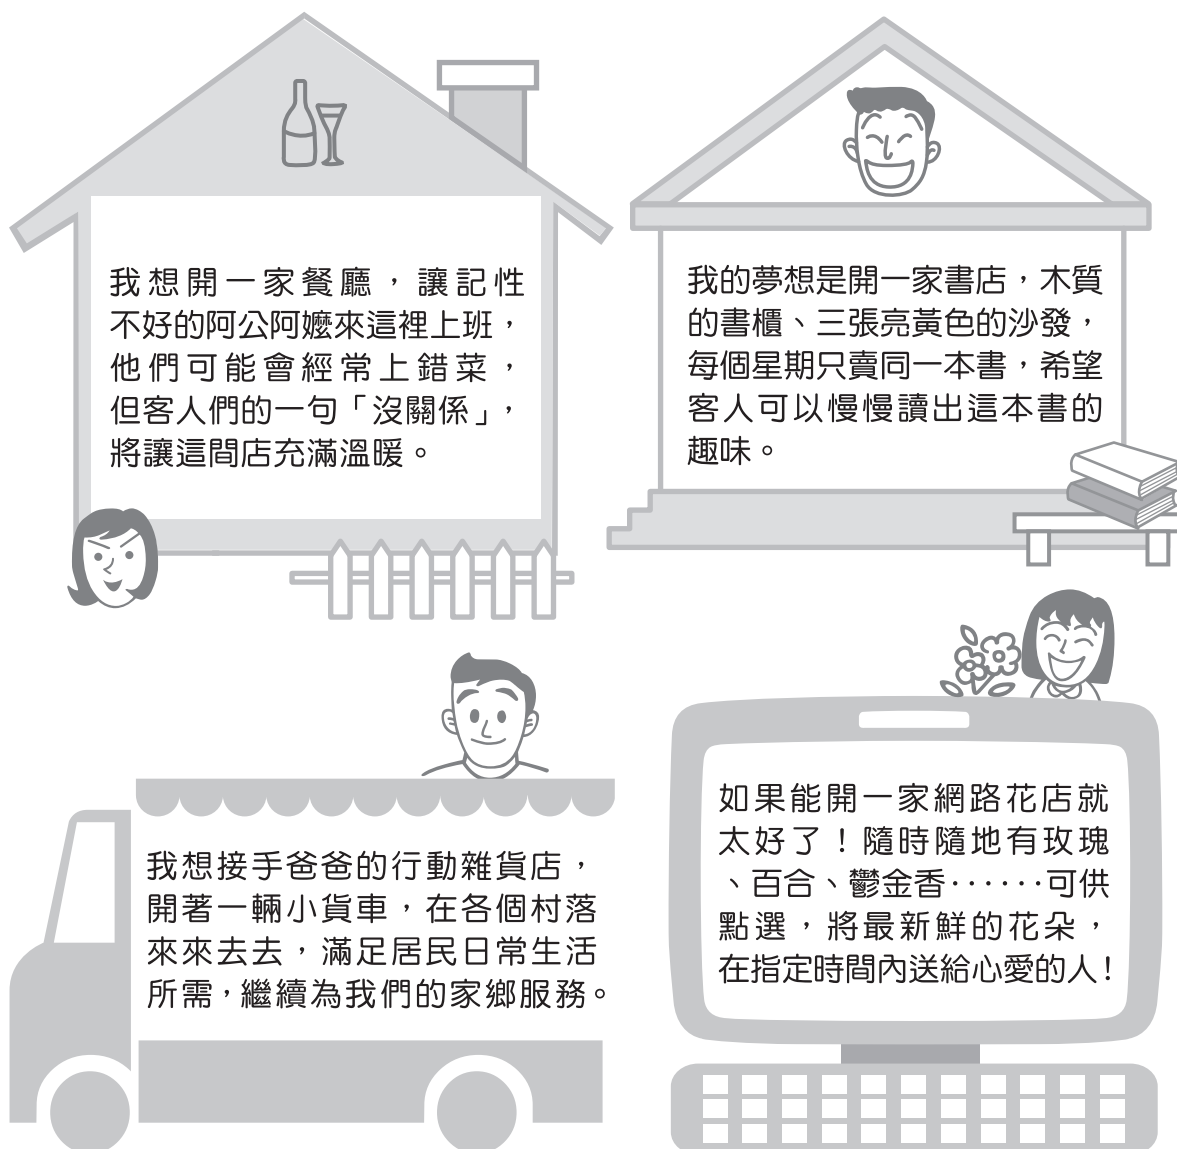 我想開一家餐廳，讓記性
不好的阿公阿嬤來這裡上班，
他們可能會經常上錯菜，
但客人們的一句「沒關係」，
將讓這間店充滿溫暖。
我的夢想是開一家書店，木質
的書櫃、三張亮黃色的沙發，
每個星期只賣同一本書，希望
客人可以慢慢讀出這本書的
趣味。
我想接手爸爸的行動雜貨店，
開著一輛小貨車，在各個村落
來來去去，滿足居民日常生活
所需，繼續為我們的家鄉服務。
如果能開一家網路花店就
太好了！隨時隨地有玫瑰
、百合、鬱金香……可供
點選，將最新鮮的花朵，
在指定時間內送給心愛的人！